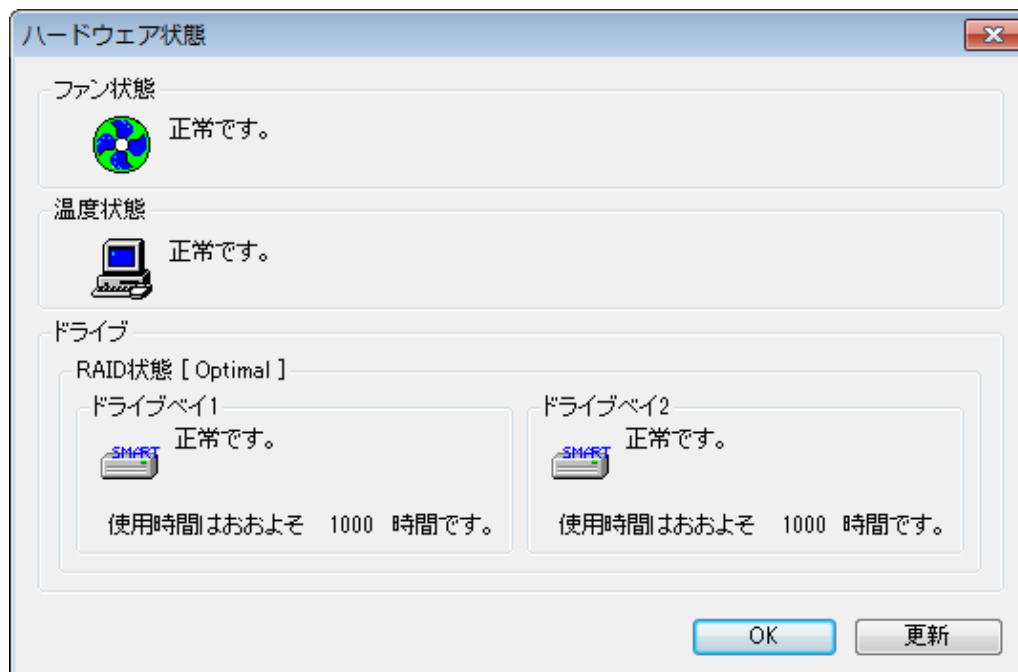 ハードウェア状態
ファン状態
正常です。
温度状態
正常です。
ドライブ
RAID状態 [ Optimal ]
ドライブベイ1
SMART 正常です。
使用時間はおおよそ 1000 時間です。
ドライブベイ2
SMART 正常です。
使用時間はおおよそ 1000 時間です。
OK 更新